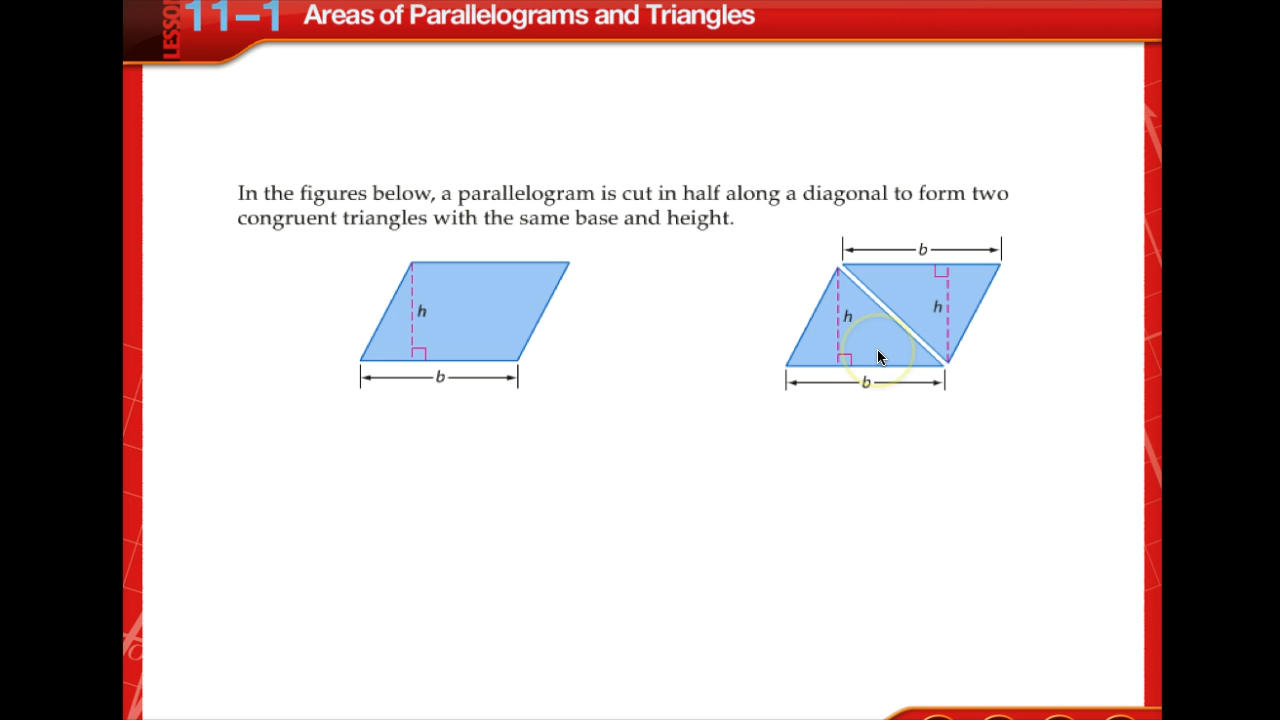 LESSON 11–1 Areas of Parallelograms and Triangles
In the figures below, a parallelogram is cut in half along a diagonal to form two
congruent triangles with the same base and height.
b
h
h
h
b
b